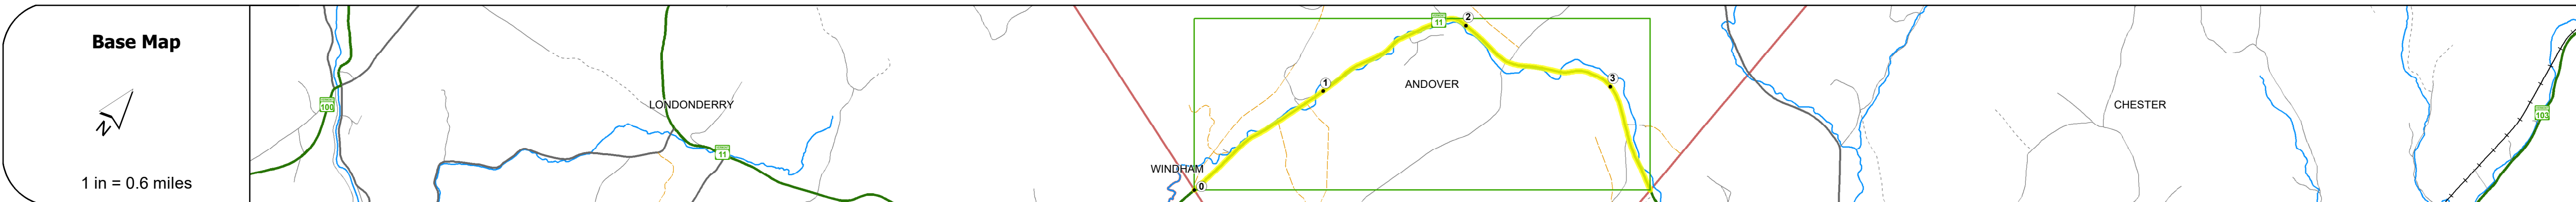 Base Map
N
1 in = 0.6 miles
100
LONDONDERRY
11
WINDHAM
0
1
11
2
ANDOVER
3
CHESTER
103